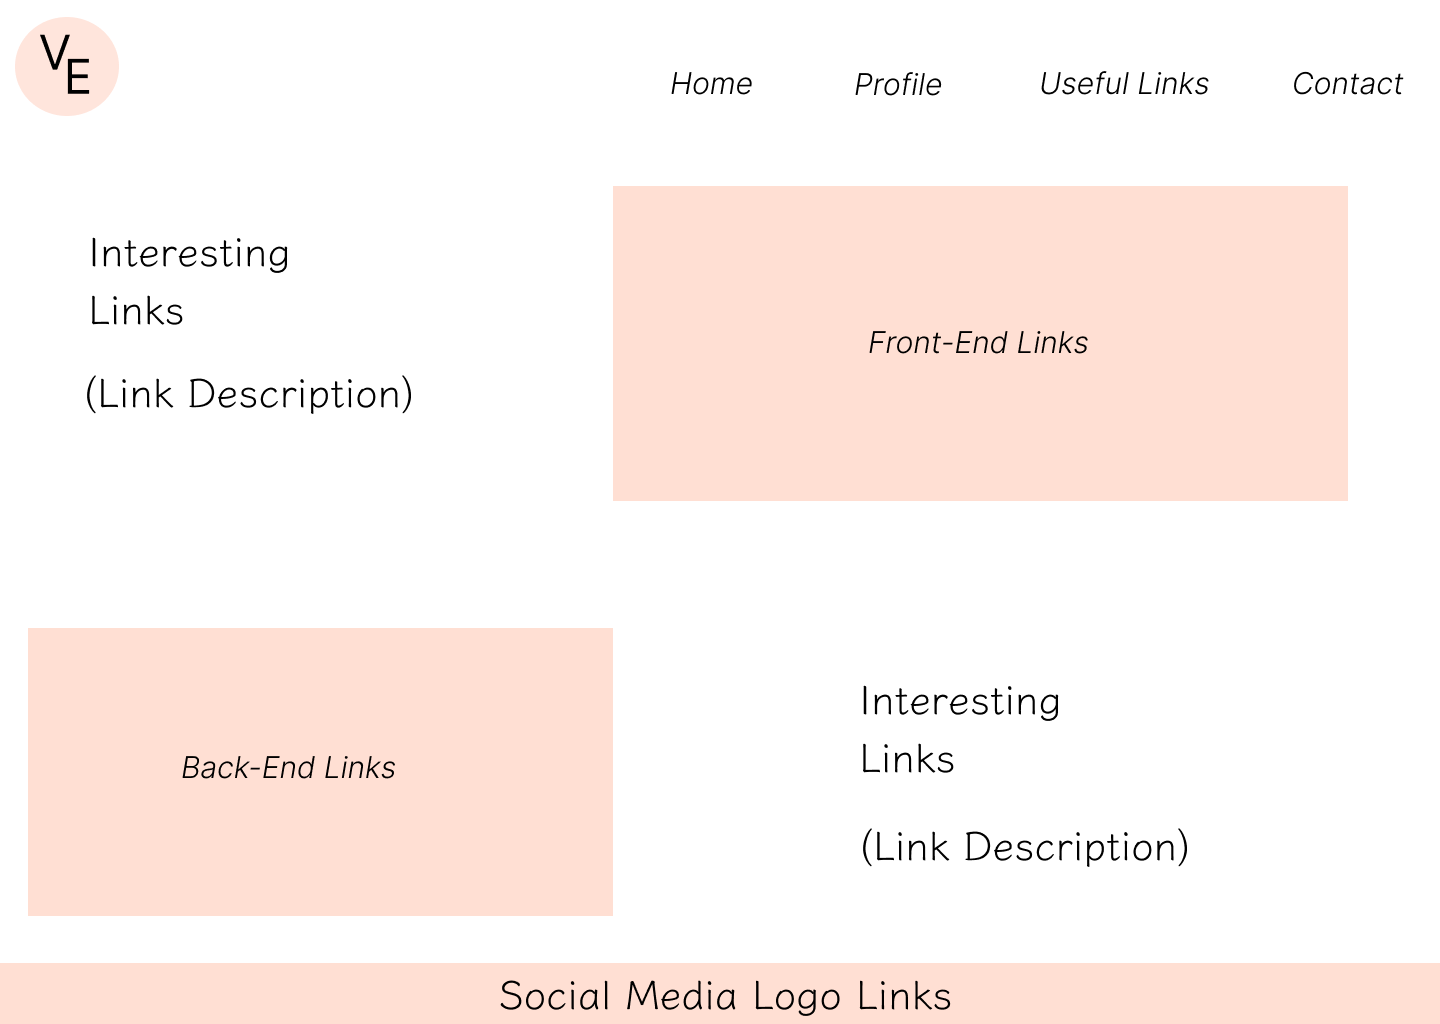 VE
Home Profile Useful Links Contact
Interesting
Links
(Link Description)
Front-End Links
Back-End Links
Interesting
Links
(Link Description)
Social Media Logo Links